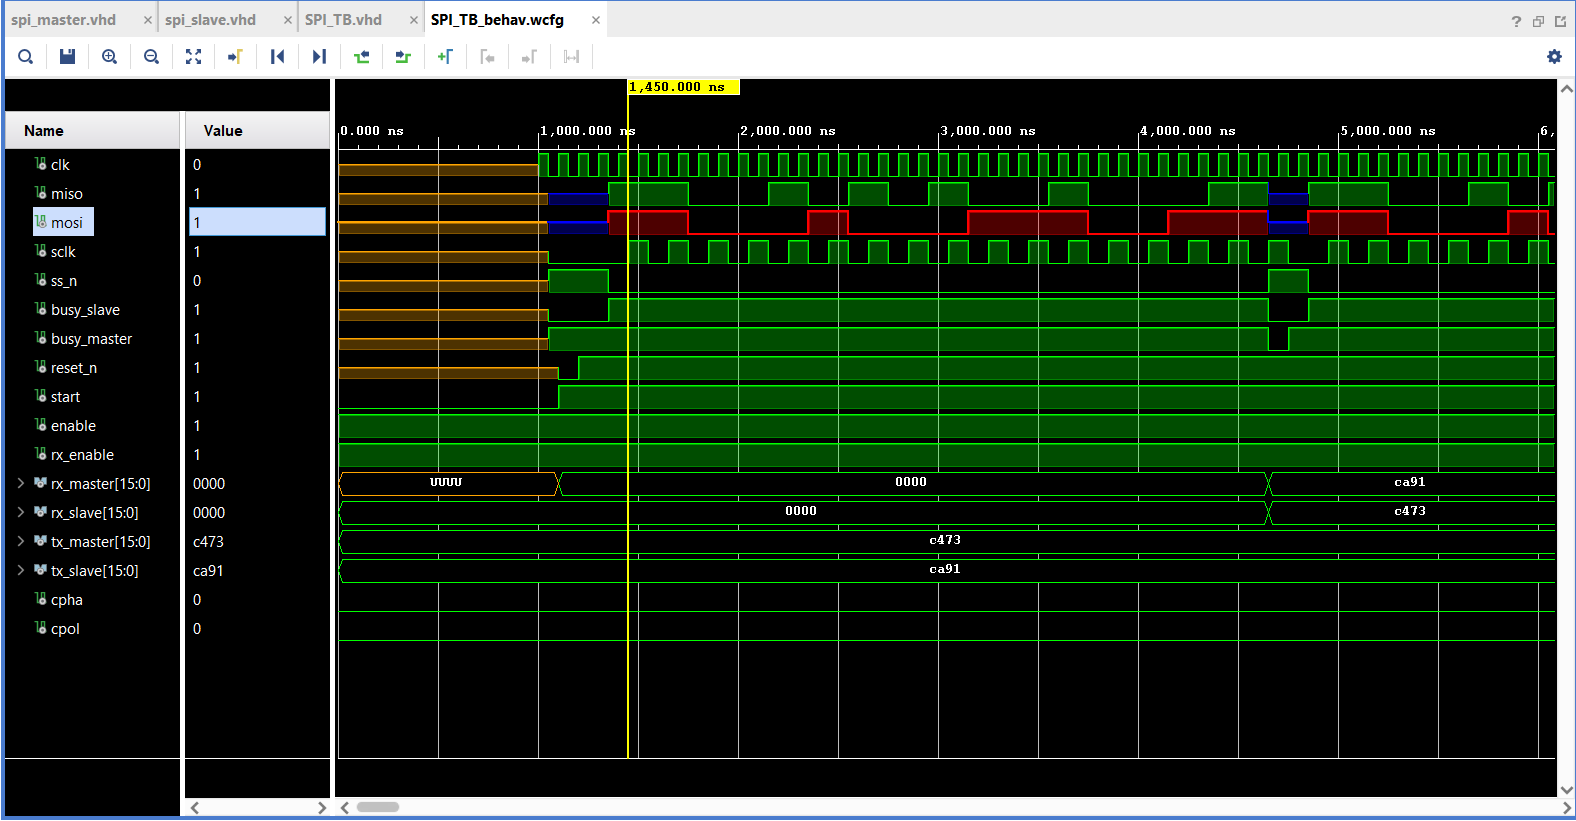 spi_master.vhd × spi_slave.vhd × SPI_TB.vhd × SPI_TB_behav.wcfg ×
?
1,450.000 ns
Name Value
0.000 ns 1,000.000 ns 2,000.000 ns 3,000.000 ns 4,000.000 ns 5,000.000 ns 6,
clk 0
miso 1
mosi 1
sclk 1
ss_n 0
busy_slave 1
busy_master 1
reset_n 1
start 1
enable 1
rx_enable 1
rx_master[15:0] 0000 UUUU 0000 ca91
rx_slave[15:0] 0000 0000 c473
tx_master[15:0] c473 c473
tx_slave[15:0] ca91 ca91
cpha 0
cpol 0